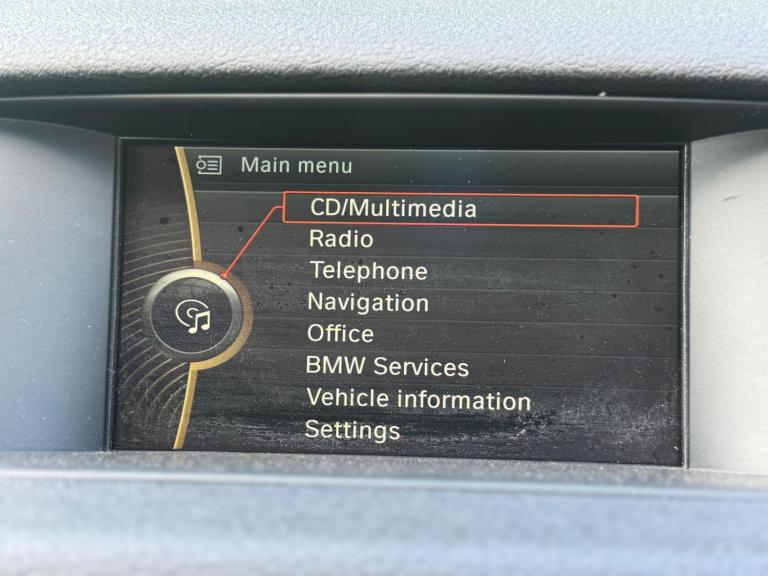 Main menu
CD/Multimedia
Radio
Telephone
Navigation
Office
BMW Services
Vehicle information
Settings